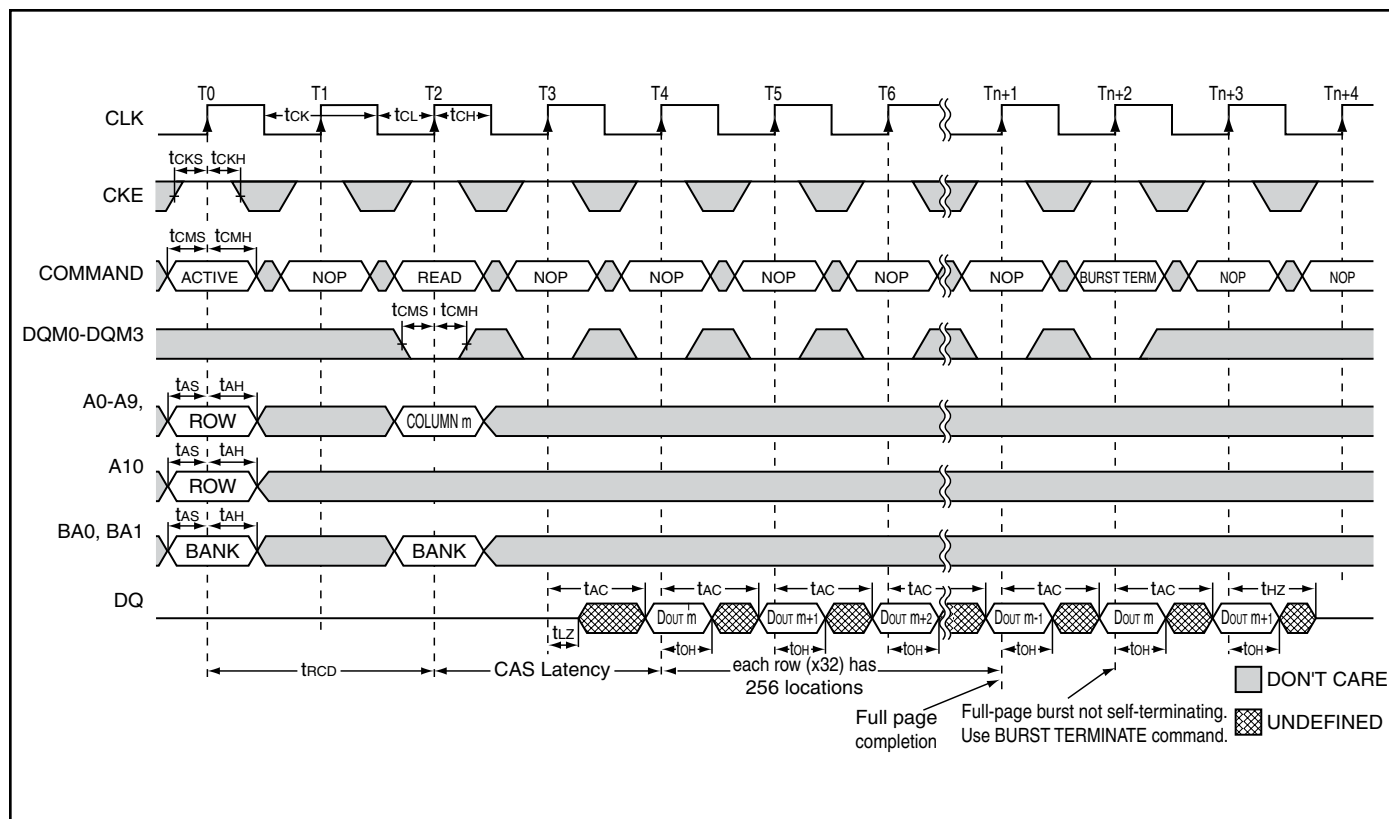 T0 T1 T2 T3 T4 T5 T6 Tn+1 Tn+2 Tn+3 Tn+4
CLK tCK tCL tCH
tCKS tCKH
CKE
tCMS tCMH
COMMAND ACTIVE NOP READ NOP NOP NOP NOP NOP BURST TERM NOP NOP
tCMS tCMH
DQM0-DQM3
tAS tAH
A0-A9, ROW COLUMN m
tAS tAH
A10 ROW
tAS tAH
BA0, BA1 BANK BANK
tAC tAC tAC tAC tAC tAC tHZ
DQ DOUT m DOUT m+1 DOUT m+2 DOUT m-1 DOUT m DOUT m+1
tLZ tOH tOH tOH tOH tOH tOH
tRCD CAS Latency each row (x32) has
256 locations
DON'T CARE
UNDEFINED
Full page
completion
Full-page burst not self-terminating.
Use BURST TERMINATE command.